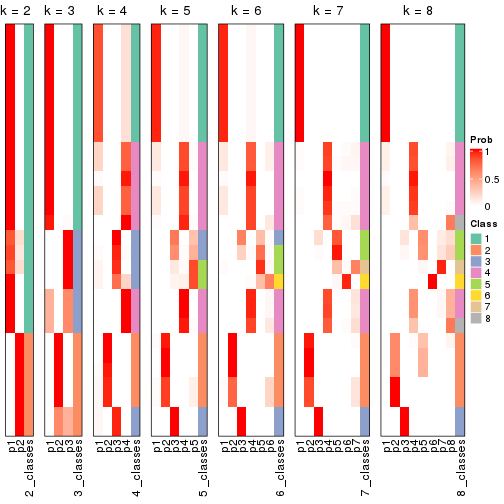 k = 2 k = 3 k = 4 k = 5 k = 6 k = 7 k = 8
Prob
1
0.5
0
Class
1
2
3
4
5
6
7
8
p1 p2 2_classes p1 p2 p3 3_classes p1 p2 p3 p4 4_classes p1 p2 p3 p4 p5 5_classes p1 p2 p3 p4 p5 p6 6_classes p1 p2 p3 p4 p5 p6 p7 7_classes p1 p2 p3 p4 p5 p6 p7 p8 8_classes